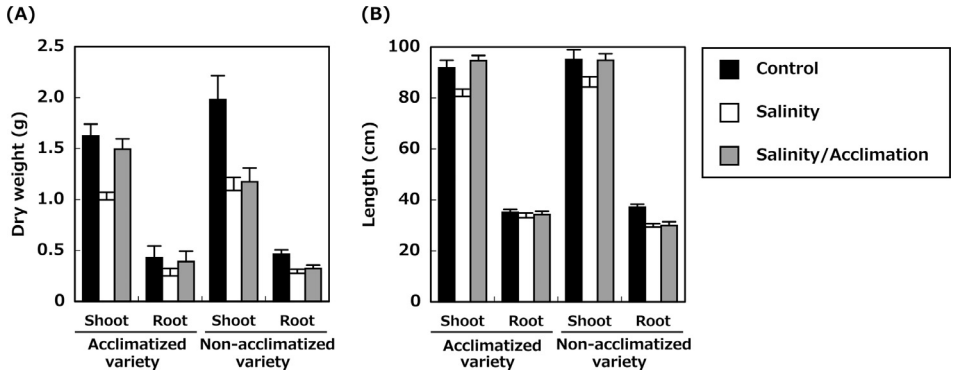 (A)
Dry weight (g)
2.5
2.0
1.5
1.0
0.5
0
Shoot Root Shoot Root
Acclimatized variety
Non-acclimatized variety
(B)
Length (cm)
100
80
60
40
20
0
Shoot Root Shoot Root
Acclimatized variety
Non-acclimatized variety
Control
Salinity
Salinity/Acclimation